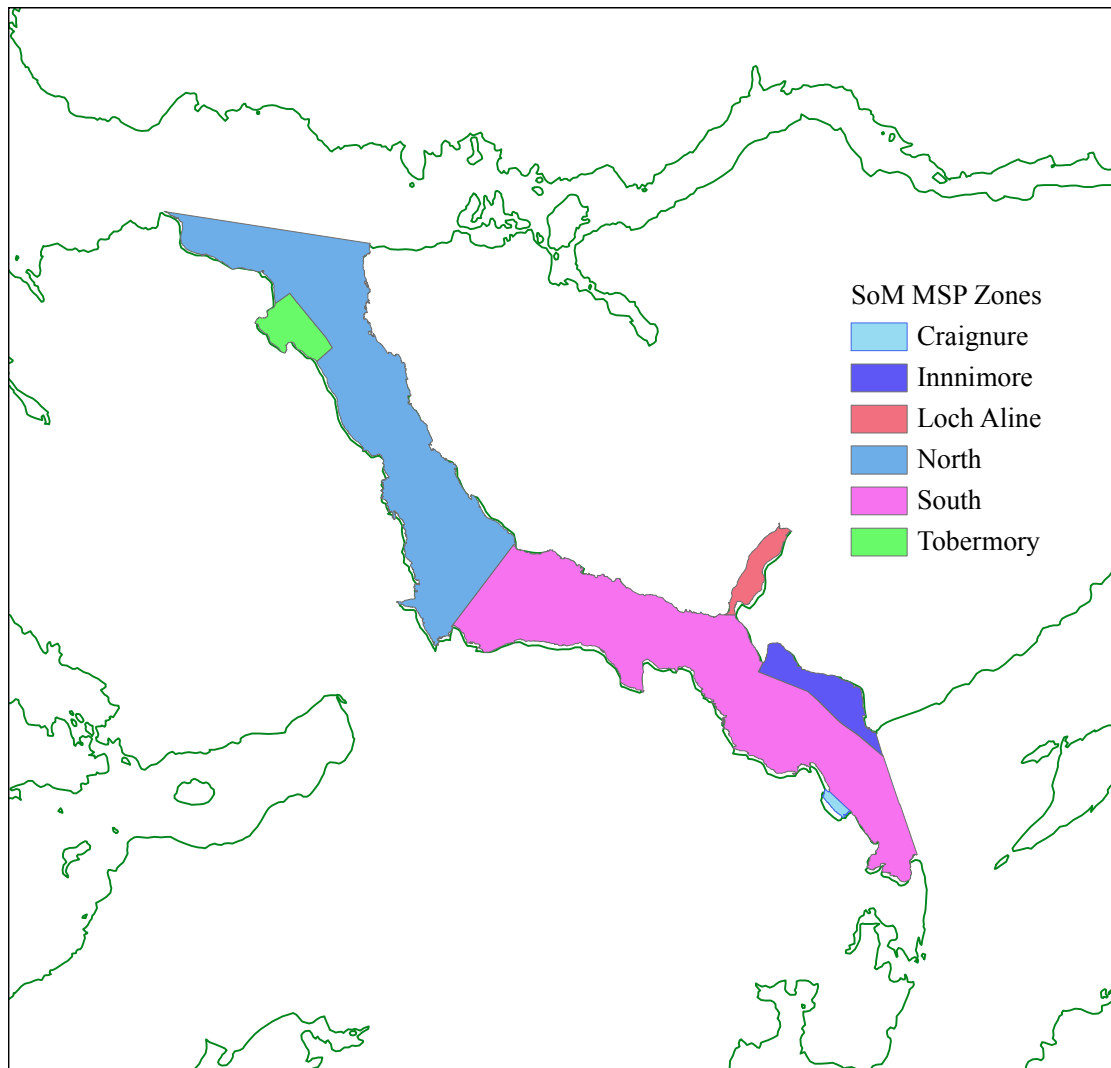 SoM MSP Zones
Craignure
Innnimore
Loch Aline
North
South
Tobermory